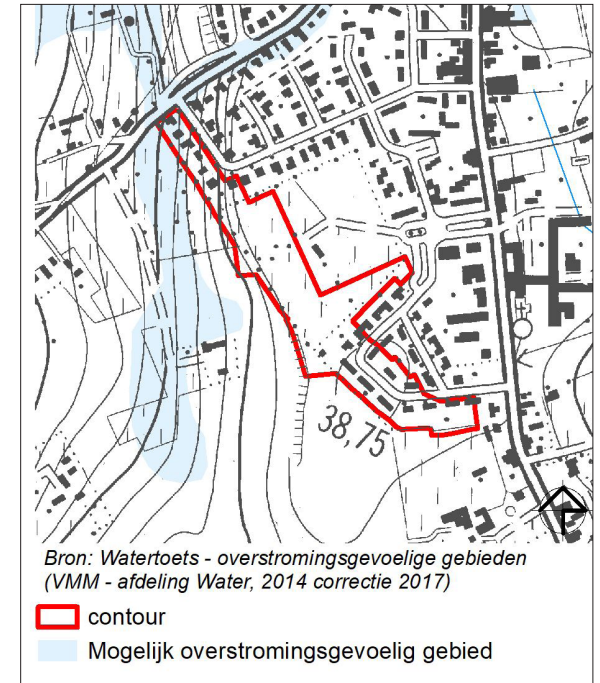 38,75
Bron: Watertoets - overstromingsgevoelige gebieden
(VMM - afdeling Water, 2014 correctie 2017)
contour
Mogelijk overstromingsgevoelig gebied